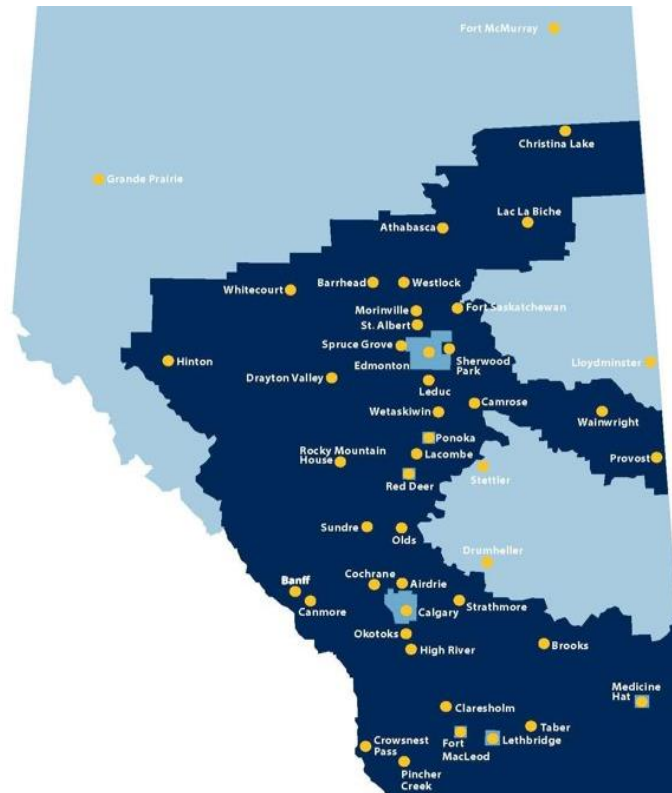 Fort McMurray
Christina Lake
Grande Prairie
Lac La Biche
Athabasca
Barrhead
Westlock
Whitecourt
Morinville
Fort Saskatchewan
St. Albert
Spruce Grove
Edmonton
Sherwood
Park
Hinton
Lloydminster
Drayton Valley
Leduc
Camrose
Wetaskiwin
Wainwright
Ponoka
Rocky Mountain
House
Lacombe
Provost
Red Deer
Stettler
Sundre
Olds
Drumheller
Banff
Cochrane
Airdrie
Canmore
Calgary
Strathmore
Okotoks
High River
Brooks
Medicine
Hat
Claresholm
Taber
Crowsnest
Pass
Fort
MacLeod
Lethbridge
Pincher
Creek